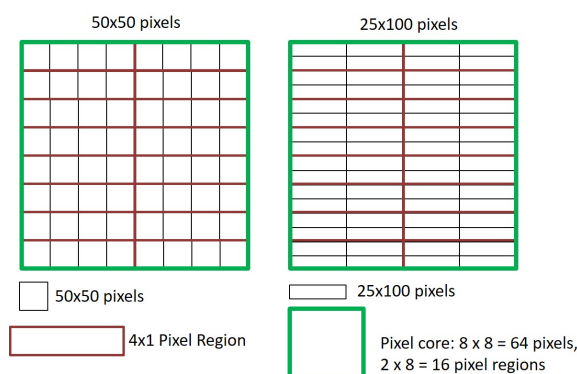 50x50 pixels
25x100 pixels
50x50 pixels
25x100 pixels
4x1 Pixel Region
Pixel core: 8 x 8 = 64 pixels,
2 x 8 = 16 pixel regions